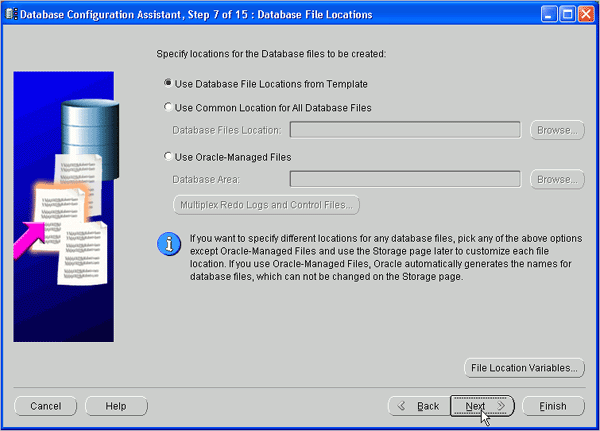 Database Configuration Assistant, Step 7 of 15 : Database File Locations
Specify locations for the Database files to be created:
Use Database File Locations from Template
Use Common Location for All Database Files
Database Files Location:
Browse...
Use Oracle-Managed Files
Database Area:
Browse...
Multiplex Redo Logs and Control Files...
If you want to specify different locations for any database files, pick any of the above options
except Oracle-Managed Files and use the Storage page later to customize each file
location. If you use Oracle-Managed Files, Oracle automatically generates the names for
database files, which can not be changed on the Storage page.
File Location Variables...
Cancel
Help
Back
Next
Finish